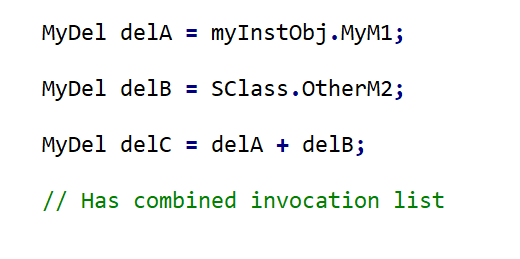 MyDel delA = myInstObj.MyM1;
MyDel delB = SClass.OtherM2;
MyDel delC = delA + delB;
// Has combined invocation list